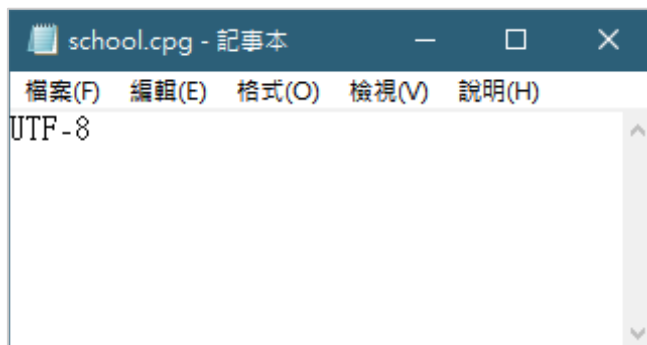 school.cpg - 記事本
檔案(F) 編輯(E) 格式(O) 檢視(V) 說明(H)
UTF-8